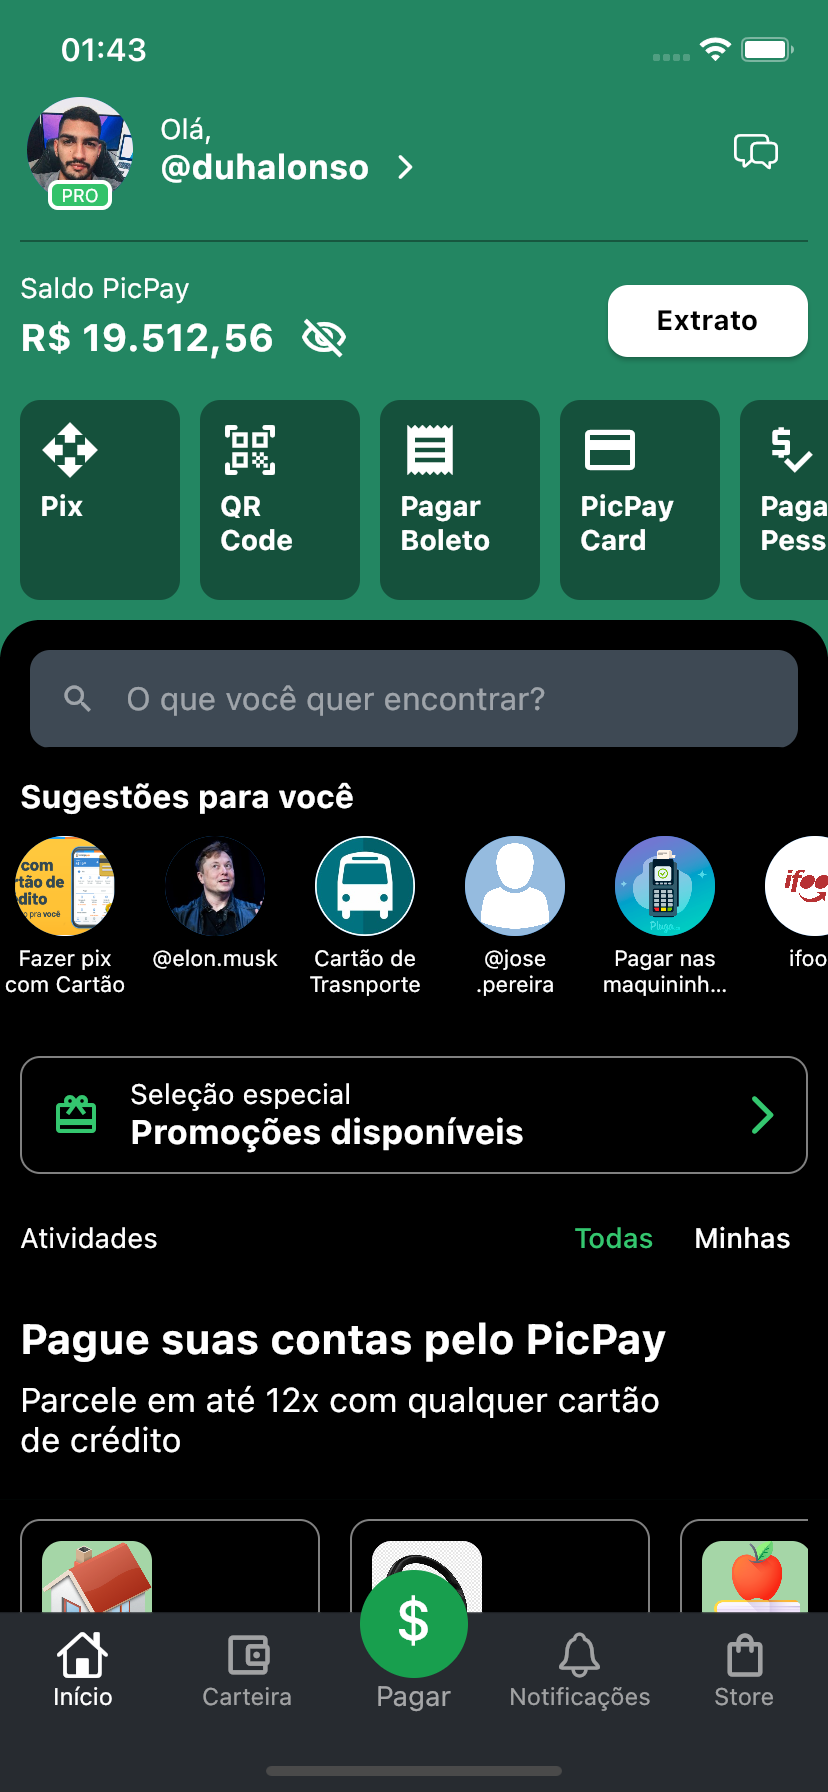 01:43
Olá,
@duhalonso
PRO
Saldo PicPay
R$ 19.512,56
Extrato
Pix
QR
Code
Pagar
Boleto
PicPay
Card
Paga
Pess
O que você quer encontrar?
Sugestões para você
com
rtão de
dito
o pra você
Pluga
ifoo
Fazer pix
com Cartão
@elon.musk
Cartão de
Trasnporte
@jose
.pereira
Pagar nas
maquininh...
ifoo
Seleção especial
Promoções disponíveis
Atividades
Todas
Minhas
Pague suas contas pelo PicPay
Parcele em até 12x com qualquer cartão
de crédito
$
Início
Carteira
Pagar
Notificações
Store